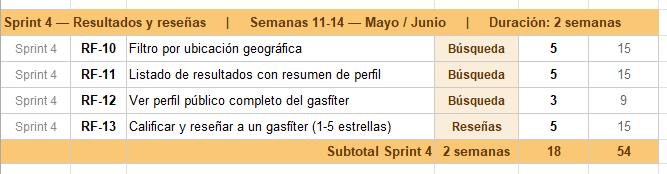 Sprint 4 — Resultados y reseñas | Semanas 11-14 — Mayo / Junio | Duración: 2 semanas
Sprint 4 RF-10 Filtro por ubicación geográfica Búsqueda 5 15
Sprint 4 RF-11 Listado de resultados con resumen de perfil Búsqueda 5 15
Sprint 4 RF-12 Ver perfil público completo del gasfíter Búsqueda 3 9
Sprint 4 RF-13 Calificar y reseñar a un gasfíter (1-5 estrellas) Reseñas 5 15
Subtotal Sprint 4 2 semanas 18 54